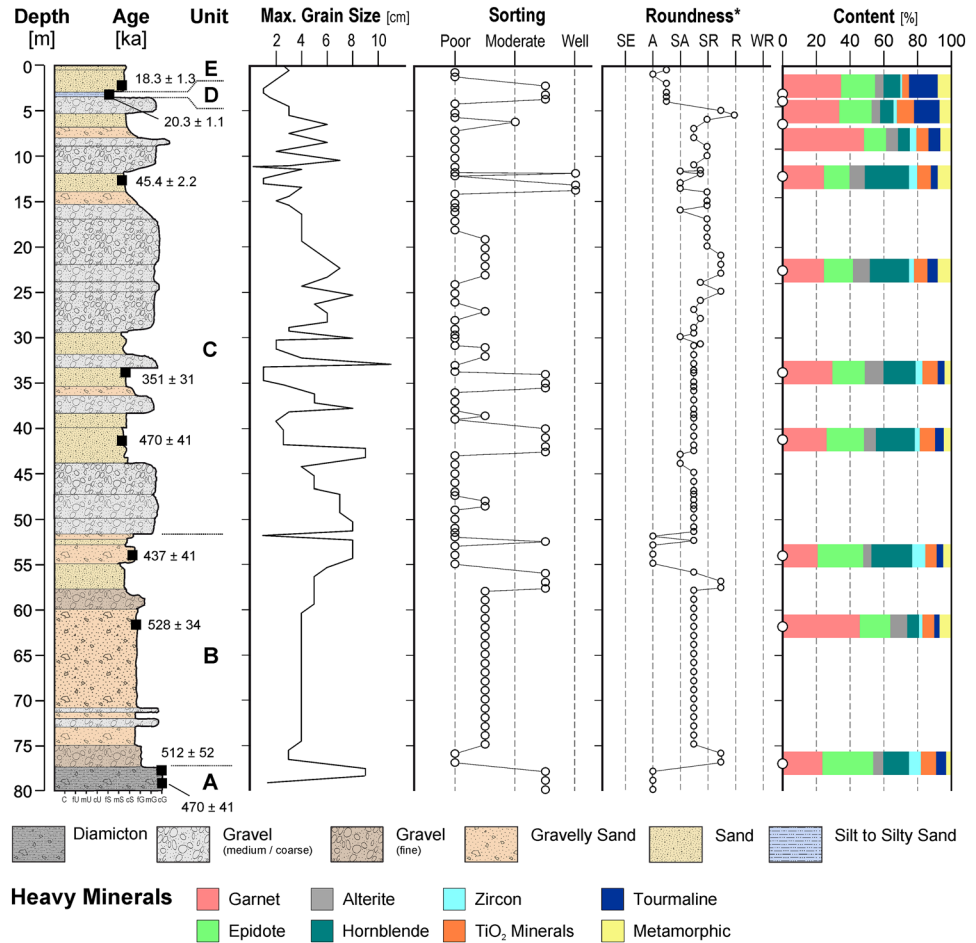 Depth Age Unit Max. Grain Size [cm] Sorting Roundness* Content [%]
[m] [ka] 2 4 6 8 10 Poor Moderate Well SE A SA SR R WR 0 20 40 60 80 100
0
5
10
15
20
25
30
35
40
45
50
55
60
65
70
75
80
18.3 ± 1.3
20.3 ± 1.1
45.4 ± 2.2
351 ± 31
470 ± 41
437 ± 41
528 ± 34
512 ± 52
470 ± 41
E
D
C
B
A
C fU mU cU fS mS cS fG mG cG
Diamicton Gravel Gravel Gravelly Sand Sand Silt to Silty Sand
(medium / coarse) (fine)
Heavy Minerals Garnet Alterite Zircon Tourmaline
Epidote Hornblende TiO₂ Minerals Metamorphic